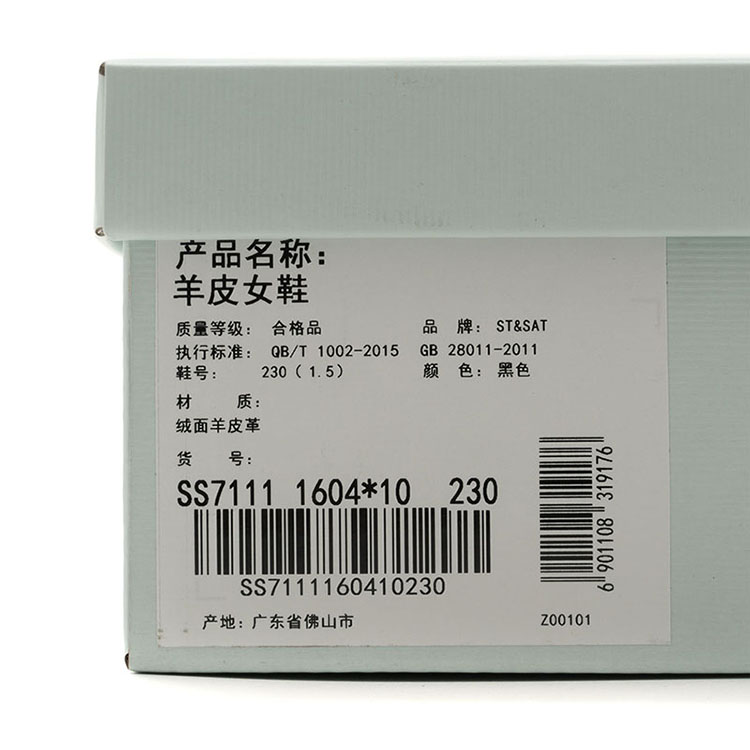 产品名称：
羊皮女鞋
质量等级： 合格品 品 牌： ST&SAT
执行标准： QB/T 1002-2015 GB 28011-2011
鞋号： 230（1.5） 颜 色：黑色
材 质：
绒面羊皮革
货 号：
SS7111 1604*10 230
SS71111160410230
6 901108 319176
产地：广东省佛山市 Z00101